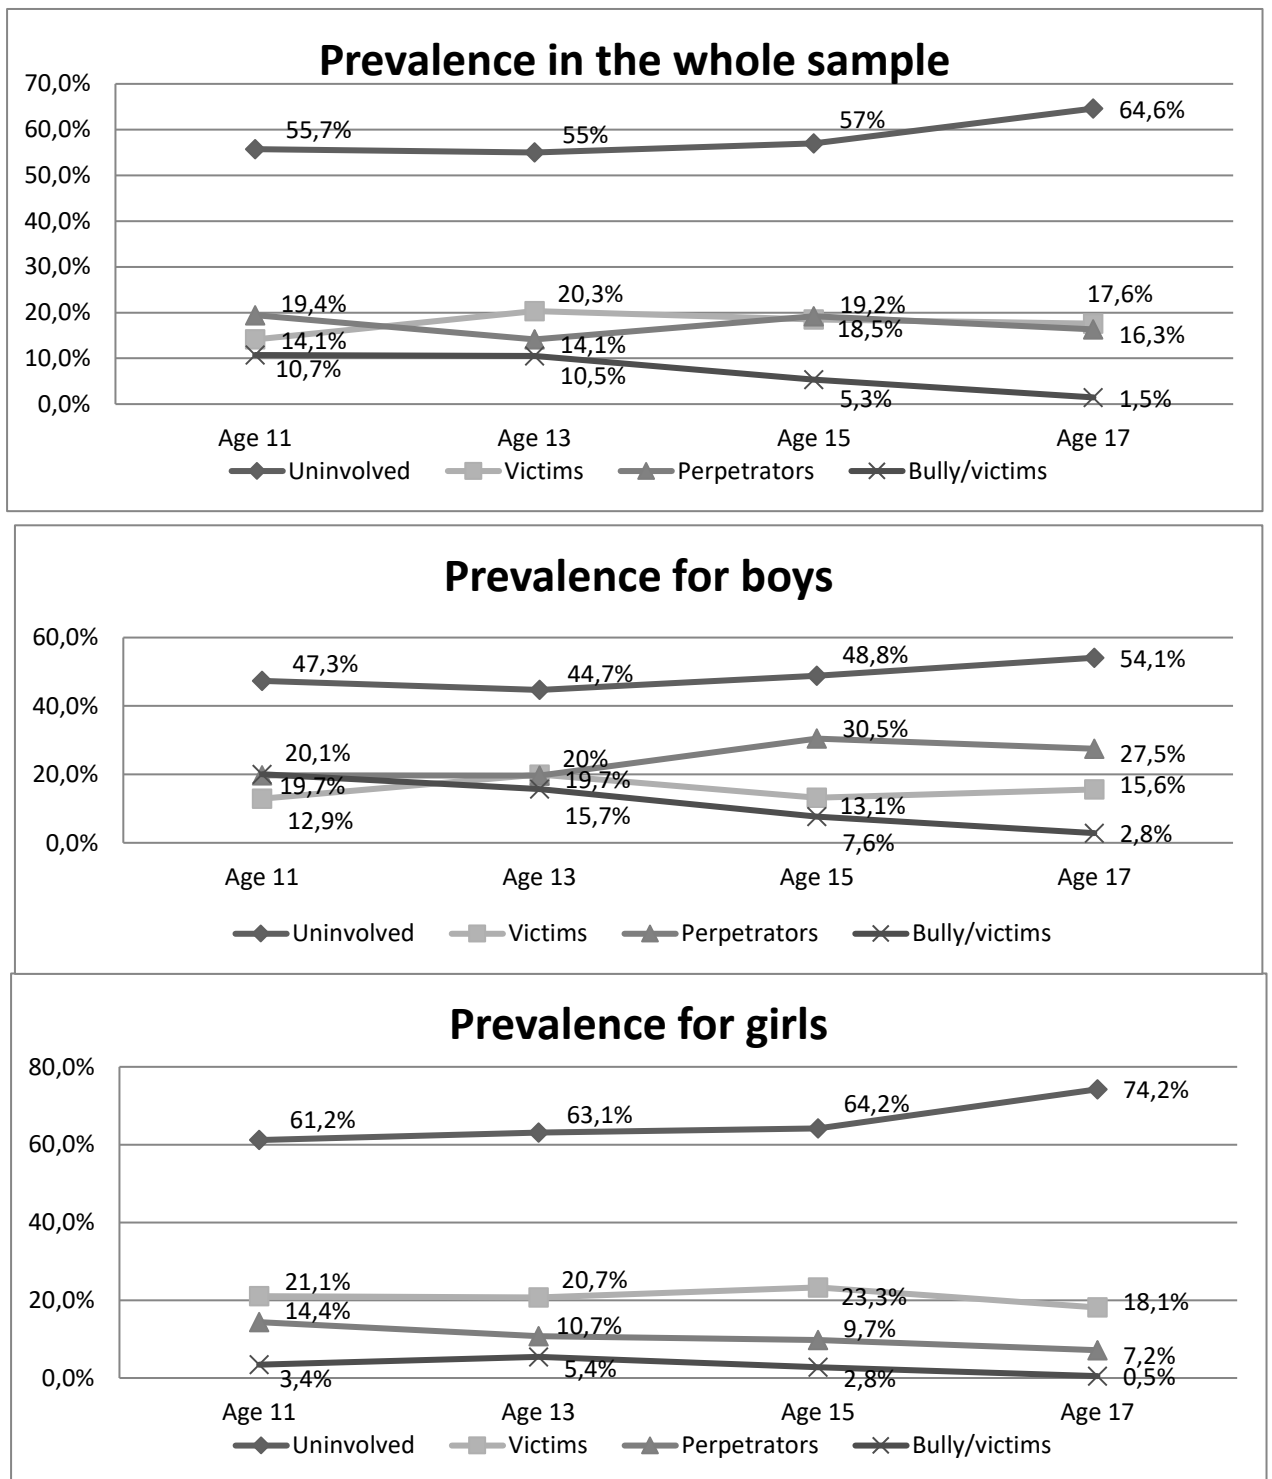 Prevalence in the whole sample
70,0%
60,0%
50,0%
40,0%
30,0%
20,0%
10,0%
0,0%
55,7% 55% 57% 64,6%
19,4% 20,3% 19,2% 17,6%
14,1% 14,1% 18,5% 16,3%
10,7% 10,5% 5,3% 1,5%
Age 11 Age 13 Age 15 Age 17
Uninvolved Victims Perpetrators Bully/victims
Prevalence for boys
60,0%
40,0%
20,0%
0,0%
47,3% 44,7% 48,8% 54,1%
20,1% 20% 30,5% 27,5%
19,7% 19,7% 13,1% 15,6%
12,9% 15,7% 7,6% 2,8%
Age 11 Age 13 Age 15 Age 17
Uninvolved Victims Perpetrators Bully/victims
Prevalence for girls
80,0%
60,0%
40,0%
20,0%
0,0%
61,2% 63,1% 64,2% 74,2%
21,1% 20,7% 23,3% 18,1%
14,4% 10,7% 9,7% 7,2%
3,4% 5,4% 2,8% 0,5%
Age 11 Age 13 Age 15 Age 17
Uninvolved Victims Perpetrators Bully/victims